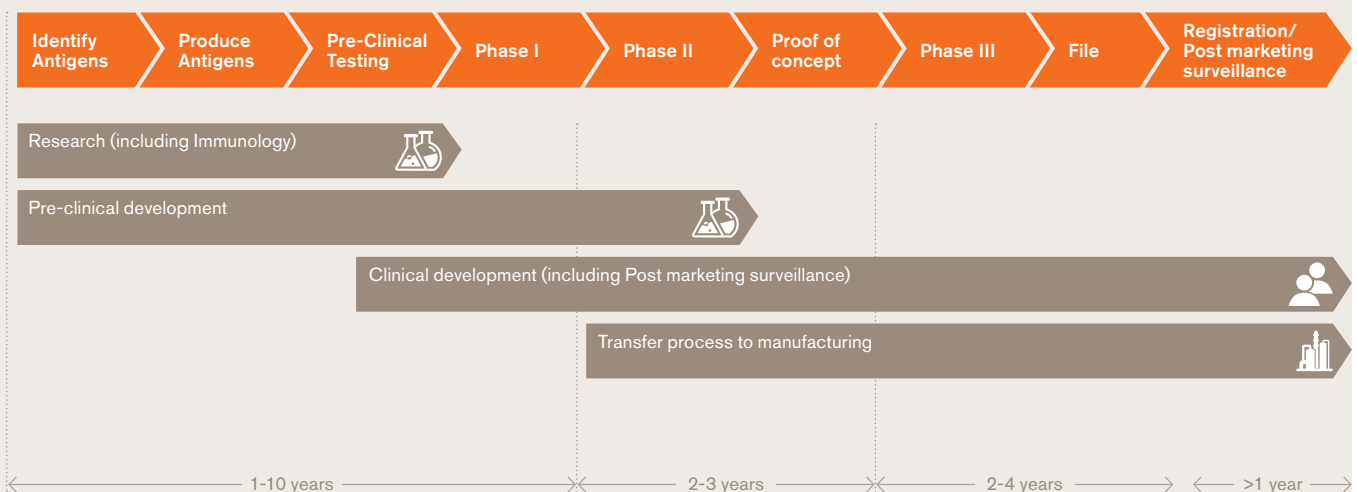 Identify
Antigens
Produce
Antigens
Pre-Clinical
Testing
Phase I
Phase II
Proof of
concept
Phase III
File
Registration/
Post marketing
surveillance
Research (including Immunology)
Pre-clinical development
Clinical development (including Post marketing surveillance)
Transfer process to manufacturing
1-10 years
2-3 years
2-4 years
>1 year